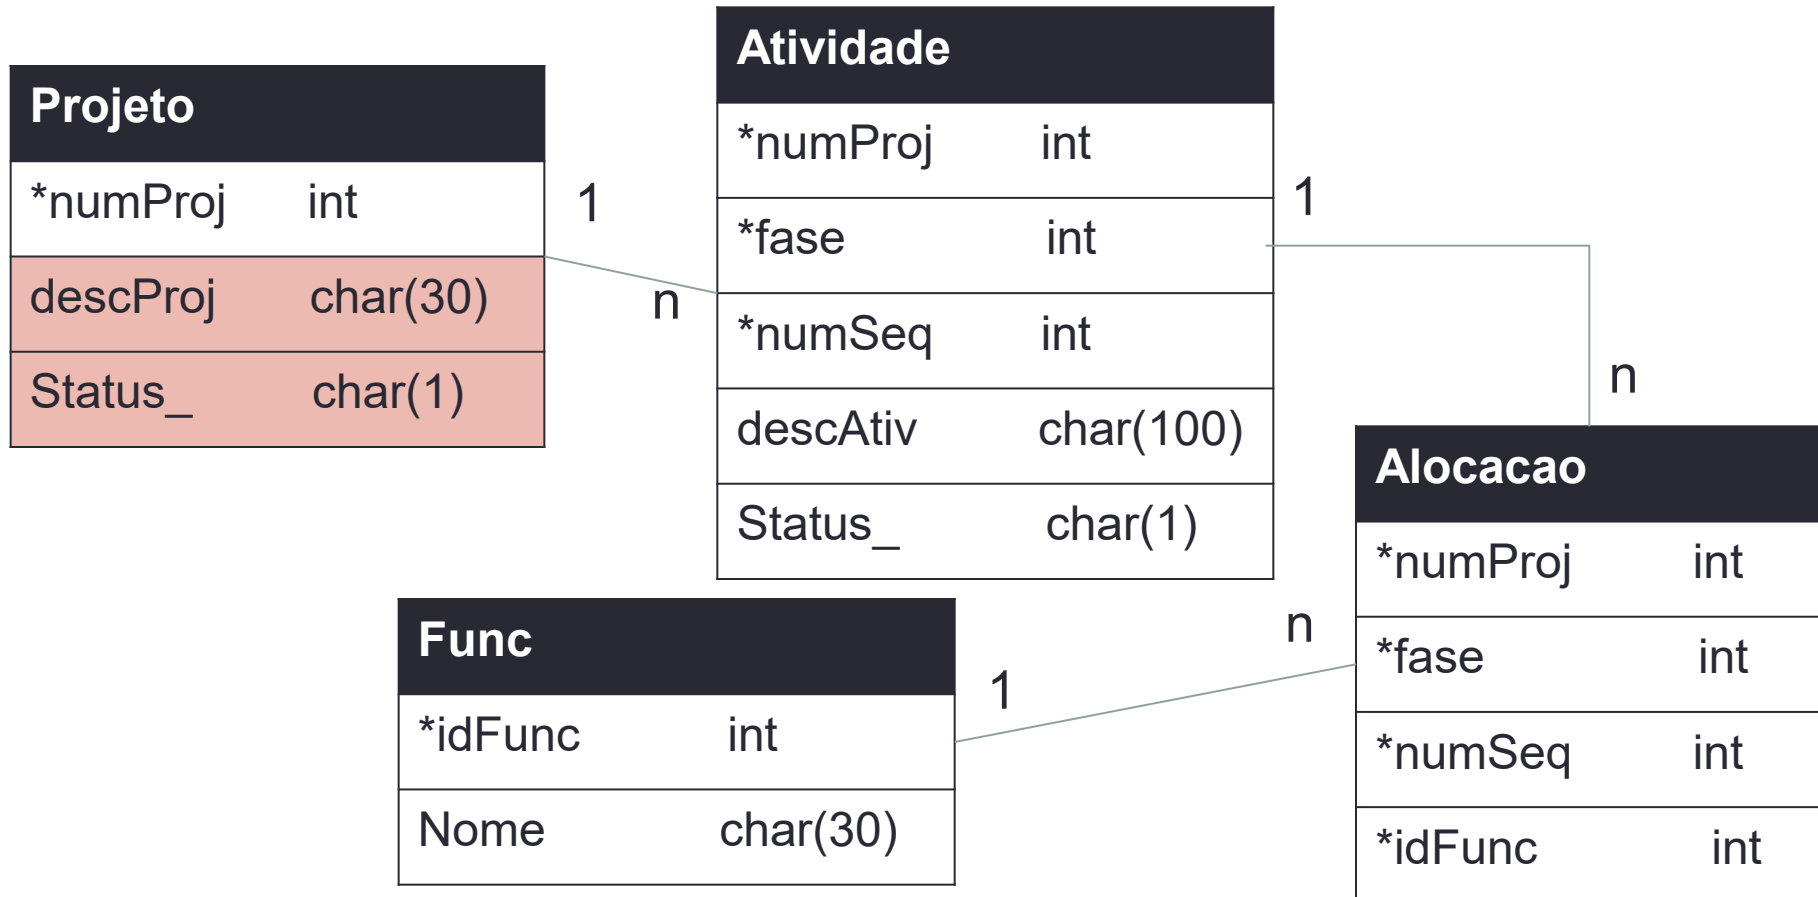 Projeto
*numProj int
descProj char(30)
Status_ char(1)
1
n
Atividade
*numProj int
*fase int
*numSeq int
descAtiv char(100)
Status_ char(1)
1
n
Func
*idFunc int
Nome char(30)
1
n
Alocacao
*numProj int
*fase int
*numSeq int
*idFunc int